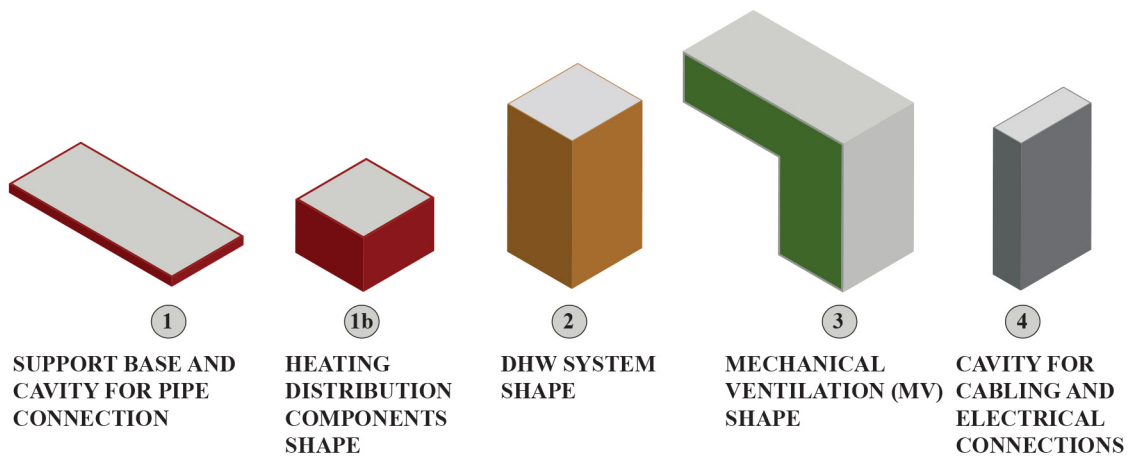 1
SUPPORT BASE AND
CAVITY FOR PIPE
CONNECTION
1b
HEATING
DISTRIBUTION
COMPONENTS
SHAPE
2
DHW SYSTEM
SHAPE
3
MECHANICAL
VENTILATION (MV)
SHAPE
4
CAVITY FOR
CABLING AND
ELECTRICAL
CONNECTIONS